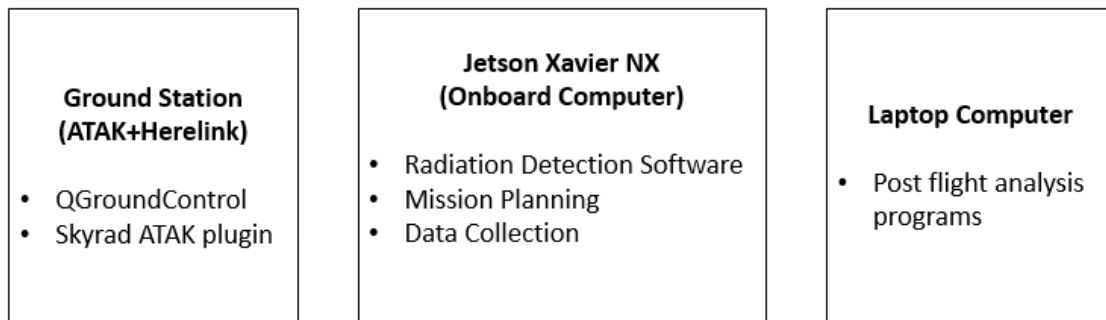 Ground Station
(ATAK+Herelink)
• QGroundControl
• Skyrad ATAK plugin
Jetson Xavier NX
(Onboard Computer)
• Radiation Detection Software
• Mission Planning
• Data Collection
Laptop Computer
• Post flight analysis
programs